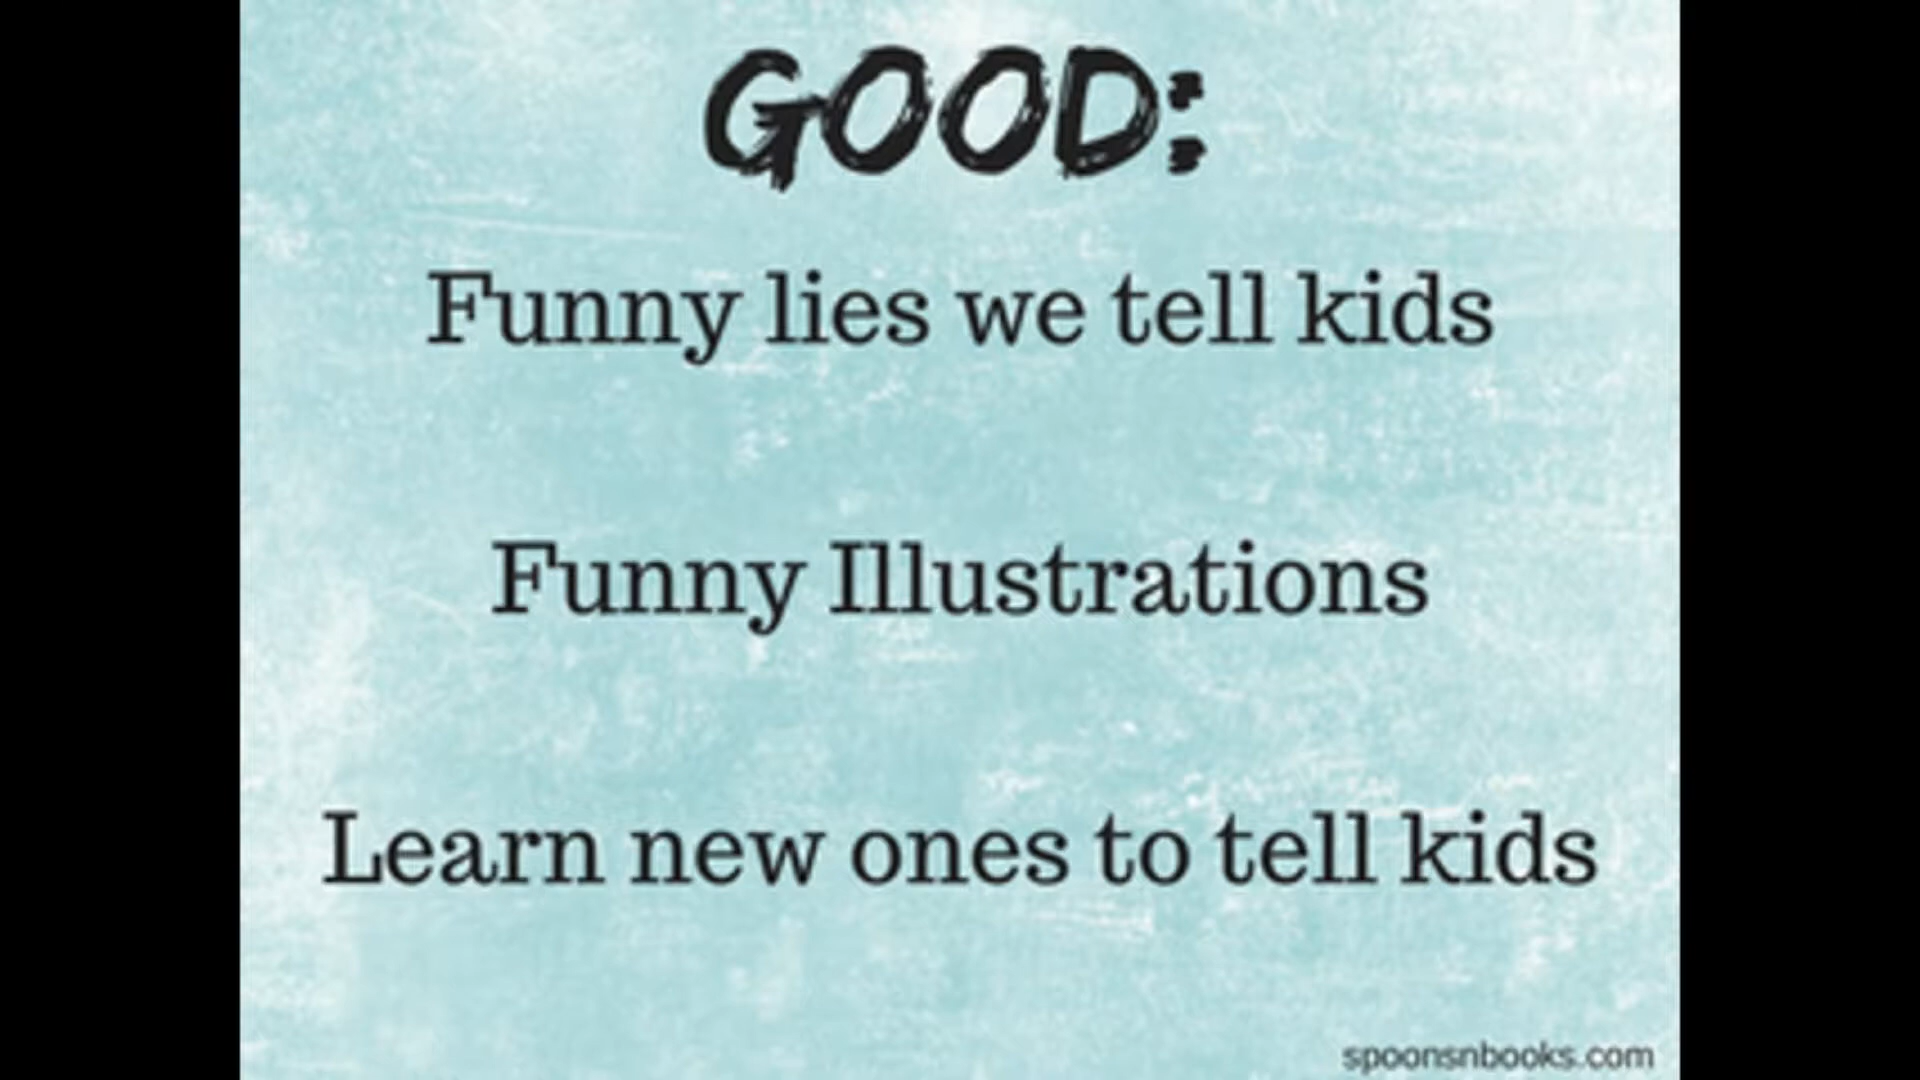 GOOD:
Funny lies we tell kids
Funny Illustrations
Learn new ones to tell kids
spoonsnbooks.com